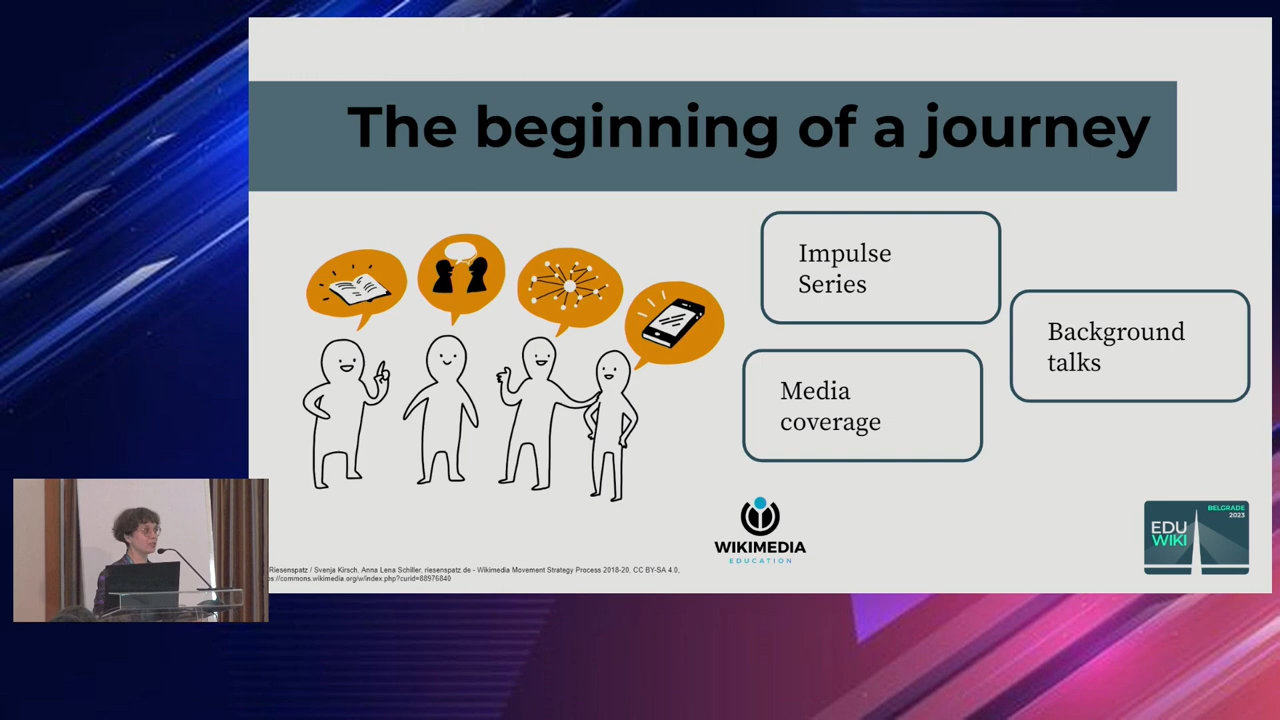 The beginning of a journey
Impulse
Series
Background
talks
Media
coverage
WIKIMEDIA
EDUCATION
BELGRADE
2023
EDU
WIKI
Riesenspatz / Svenja Kirsch, Anna Lena Schiller, riesenspatz.de - Wikimedia Movement Strategy Process 2018-20, CC BY-SA 4.0,
ps://commons.wikimedia.org/w/index.php?curid=88976840